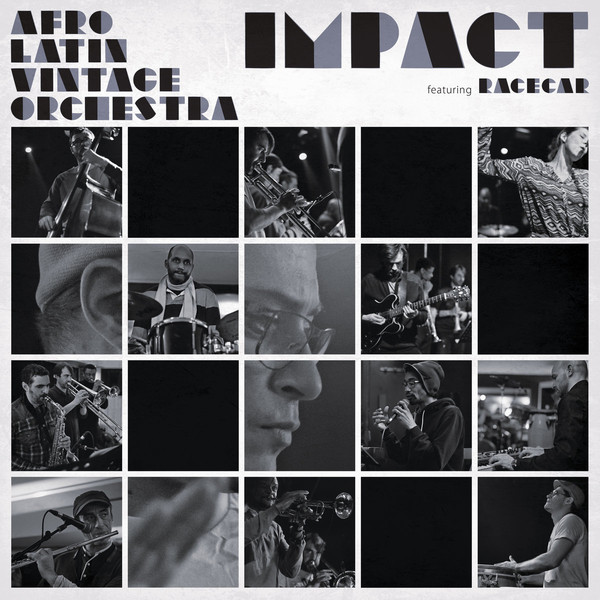 AFRO
LATIN
VINTAGE
ORCHESTRA
IMPACT
featuring RACECAR